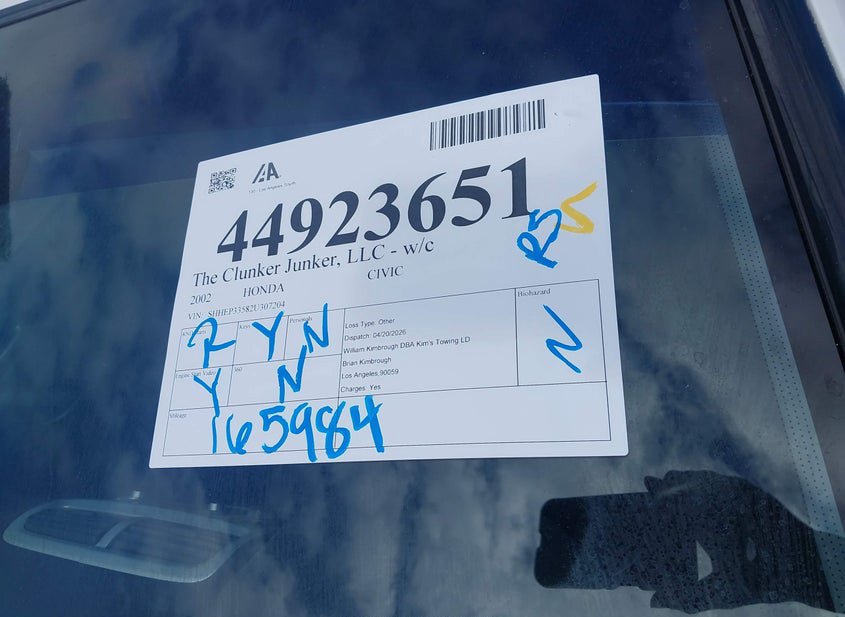 IAA
130 - Los Angeles South
44923651
R5
The Clunker Junker, LLC - w/c
2002 HONDA CIVIC
VIN: SHHEP33582U307204
R
Keys
Y
Personals
N
Loss Type: Other
Dispatch: 04/20/2026
William Kimbrough DBA Kim's Towing LD
Brian Kimbrough
Los Angeles 90059
Charges: Yes
Biohazard
N
Engine Start Video
Y
360
N
Mileage
165984